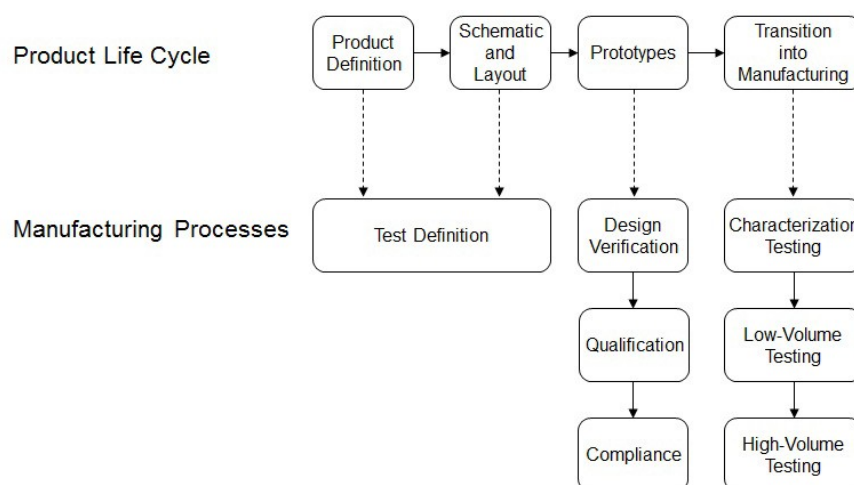 Product Life Cycle
Product
Definition
Schematic
and
Layout
Prototypes
Transition
into
Manufacturing
Manufacturing Processes
Test Definition
Design
Verification
Characterization
Testing
Qualification
Low-Volume
Testing
Compliance
High-Volume
Testing